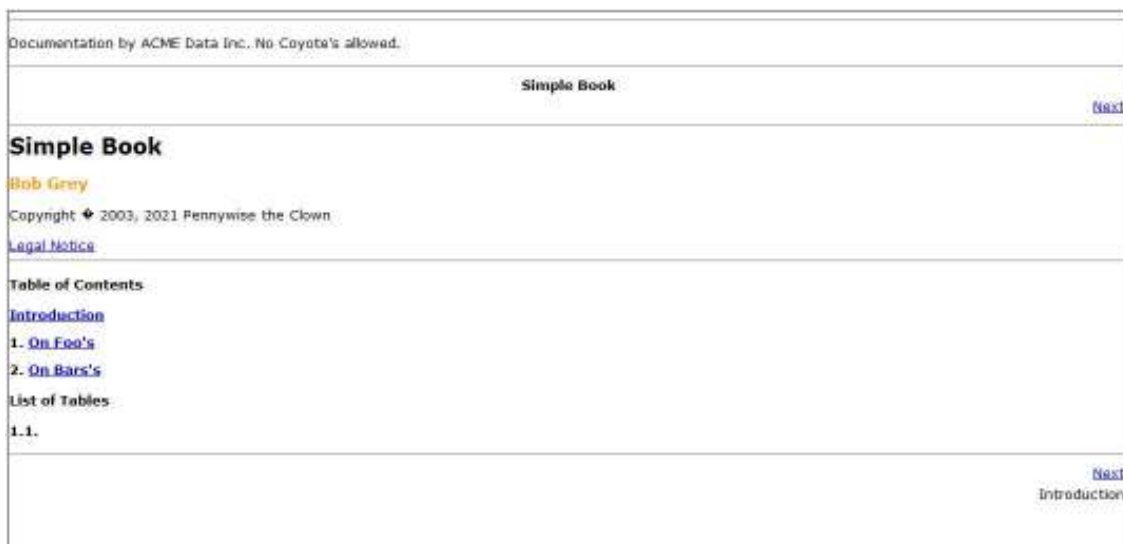 Documentation by ACME Data Inc. No Coyote's allowed.
Simple Book
Next
Simple Book
Bob Grey
Copyright � 2003, 2021 Pennywise the Clown
Legal Notice
Table of Contents
Introduction
1. On Foo's
2. On Bars's
List of Tables
1.1.
Next
Introduction